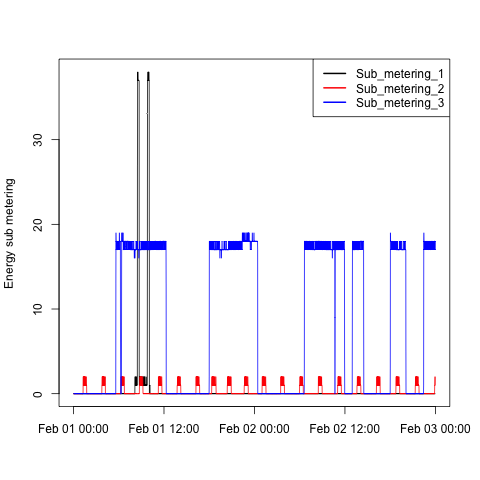 Sub_metering_1
Sub_metering_2
Sub_metering_3
Energy sub metering
30
20
10
0
Feb 01 00:00 Feb 01 12:00 Feb 02 00:00 Feb 02 12:00 Feb 03 00:00